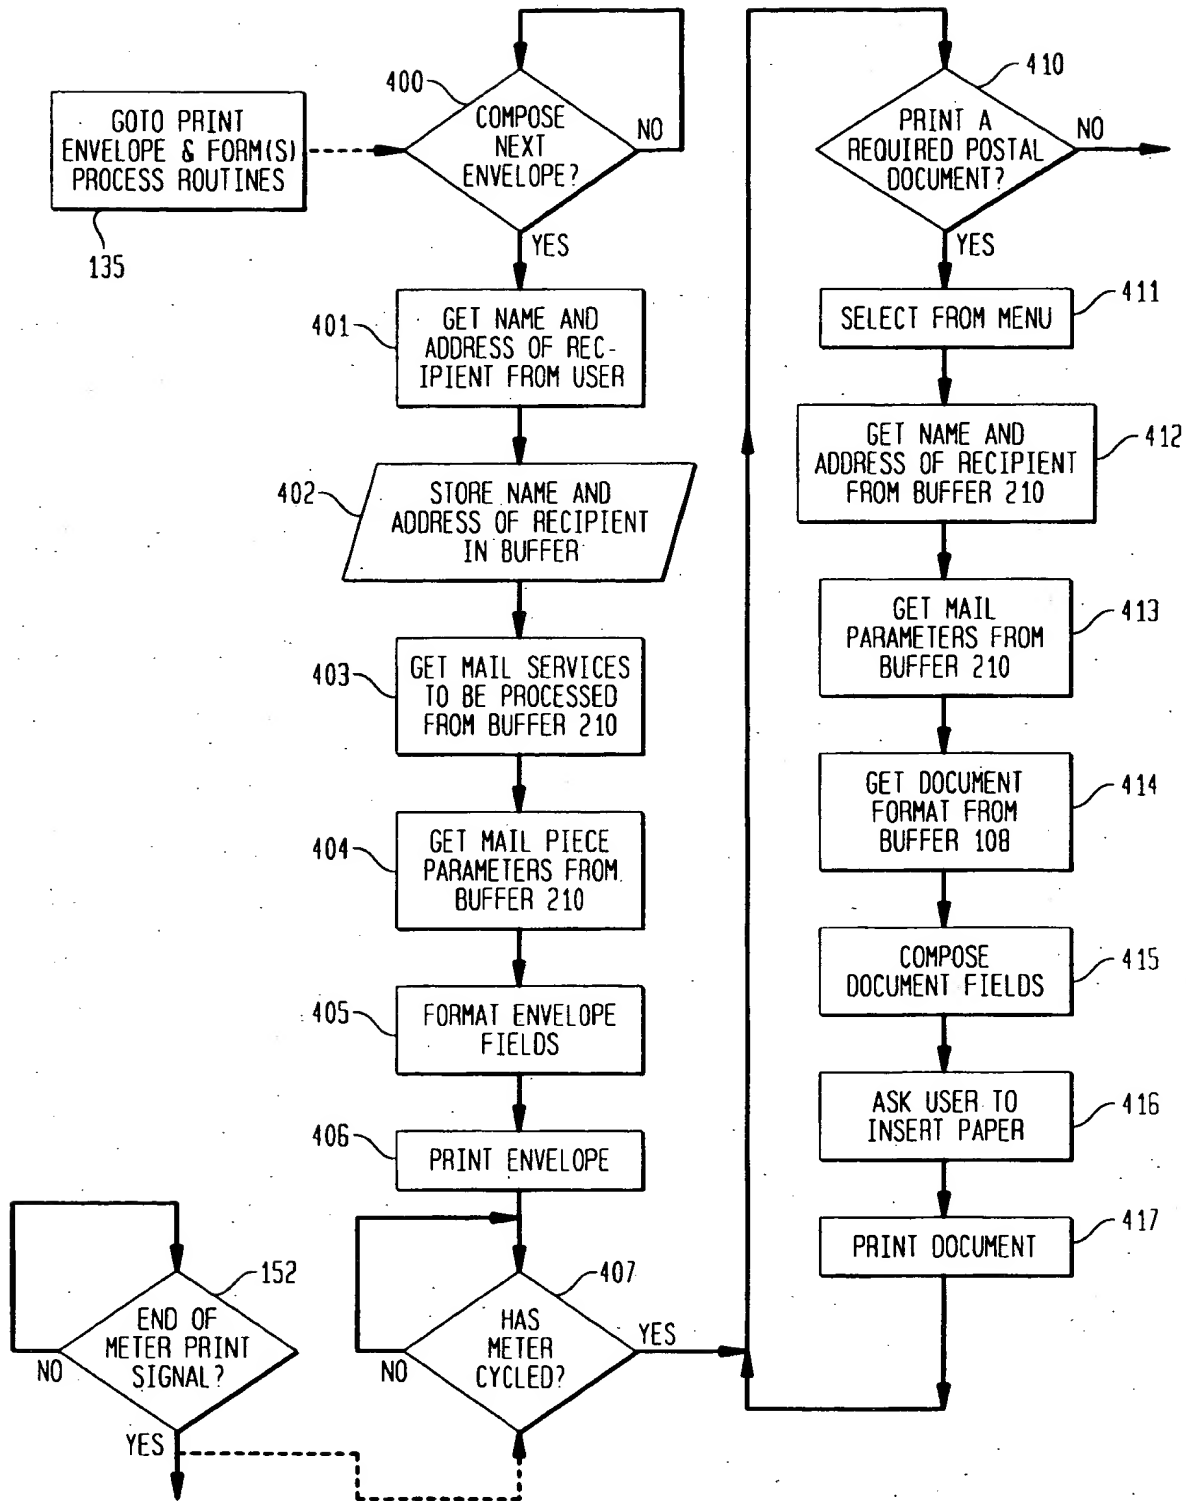 GOTO PRINT
ENVELOPE & FORM(S)
PROCESS ROUTINES
135
400
COMPOSE
NEXT
ENVELOPE?
NO
YES
401
GET NAME AND
ADDRESS OF REC-
IPIENT FROM USER
402
STORE NAME AND
ADDRESS OF RECIPIENT
IN BUFFER
403
GET MAIL SERVICES
TO BE PROCESSED
FROM BUFFER 210
404
GET MAIL PIECE
PARAMETERS FROM
BUFFER 210
405
FORMAT ENVELOPE
FIELDS
406
PRINT ENVELOPE
152
END OF
METER PRINT
SIGNAL?
NO
YES
407
HAS
METER
CYCLED?
NO
YES
410
PRINT A
REQUIRED POSTAL
DOCUMENT?
NO
YES
411
SELECT FROM MENU
412
GET NAME AND
ADDRESS OF RECIPIENT
FROM BUFFER 210
413
GET MAIL
PARAMETERS FROM
BUFFER 210
414
GET DOCUMENT
FORMAT FROM
BUFFER 108
415
COMPOSE
DOCUMENT FIELDS
416
ASK USER TO
INSERT PAPER
417
PRINT DOCUMENT